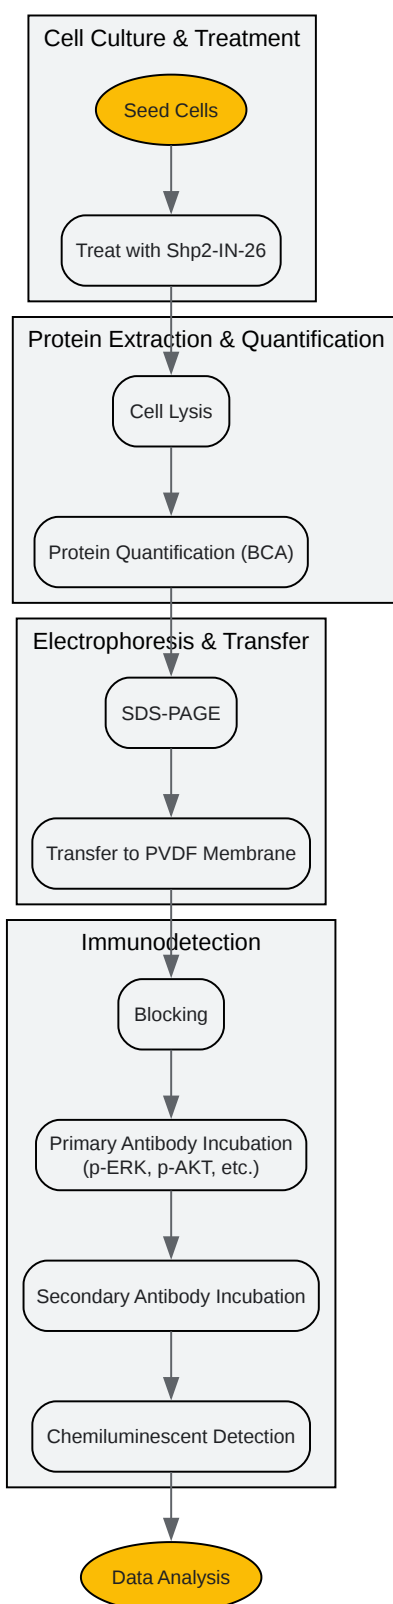 Cell Culture & Treatment
Seed Cells
Treat with Shp2-IN-26
Protein Extraction & Quantification
Cell Lysis
Protein Quantification (BCA)
Electrophoresis & Transfer
SDS-PAGE
Transfer to PVDF Membrane
Immunodetection
Blocking
Primary Antibody Incubation
(p-ERK, p-AKT, etc.)
Secondary Antibody Incubation
Chemiluminescent Detection
Data Analysis